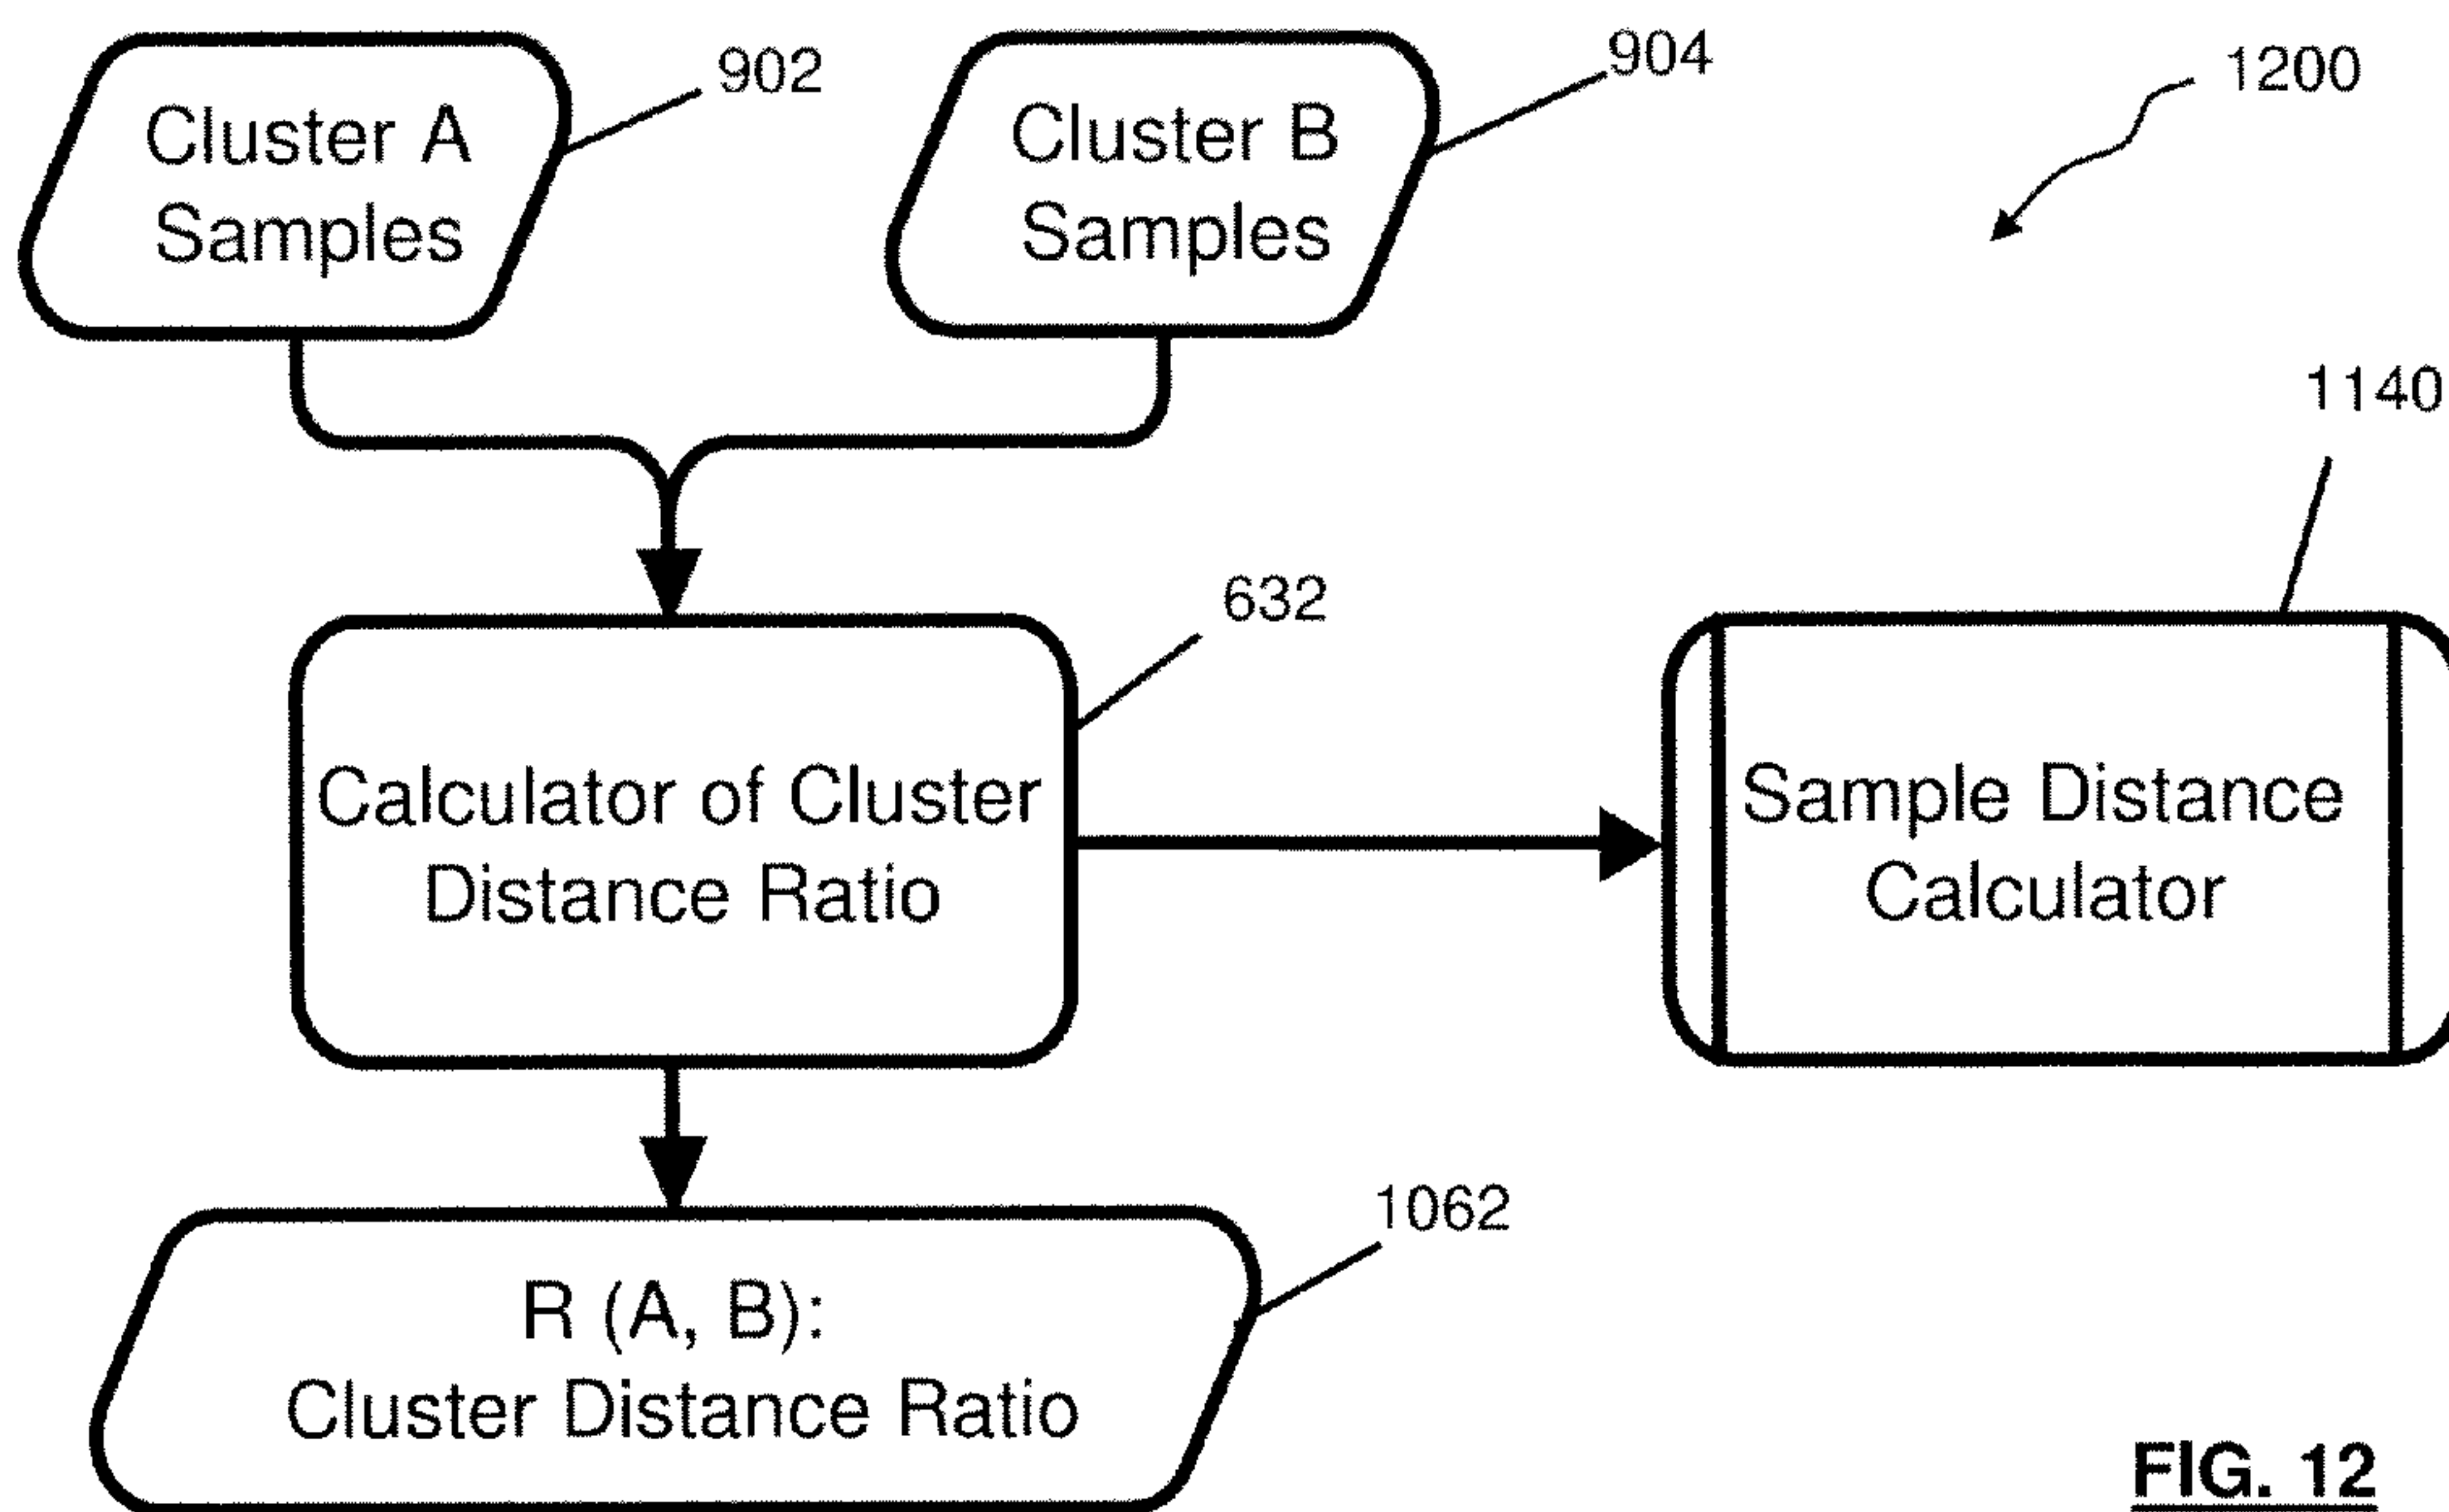 Cluster A
Samples
902
Cluster B
Samples
904
1200
1140
632
Calculator of Cluster
Distance Ratio
Sample Distance
Calculator
1062
R (A, B):
Cluster Distance Ratio
FIG. 12